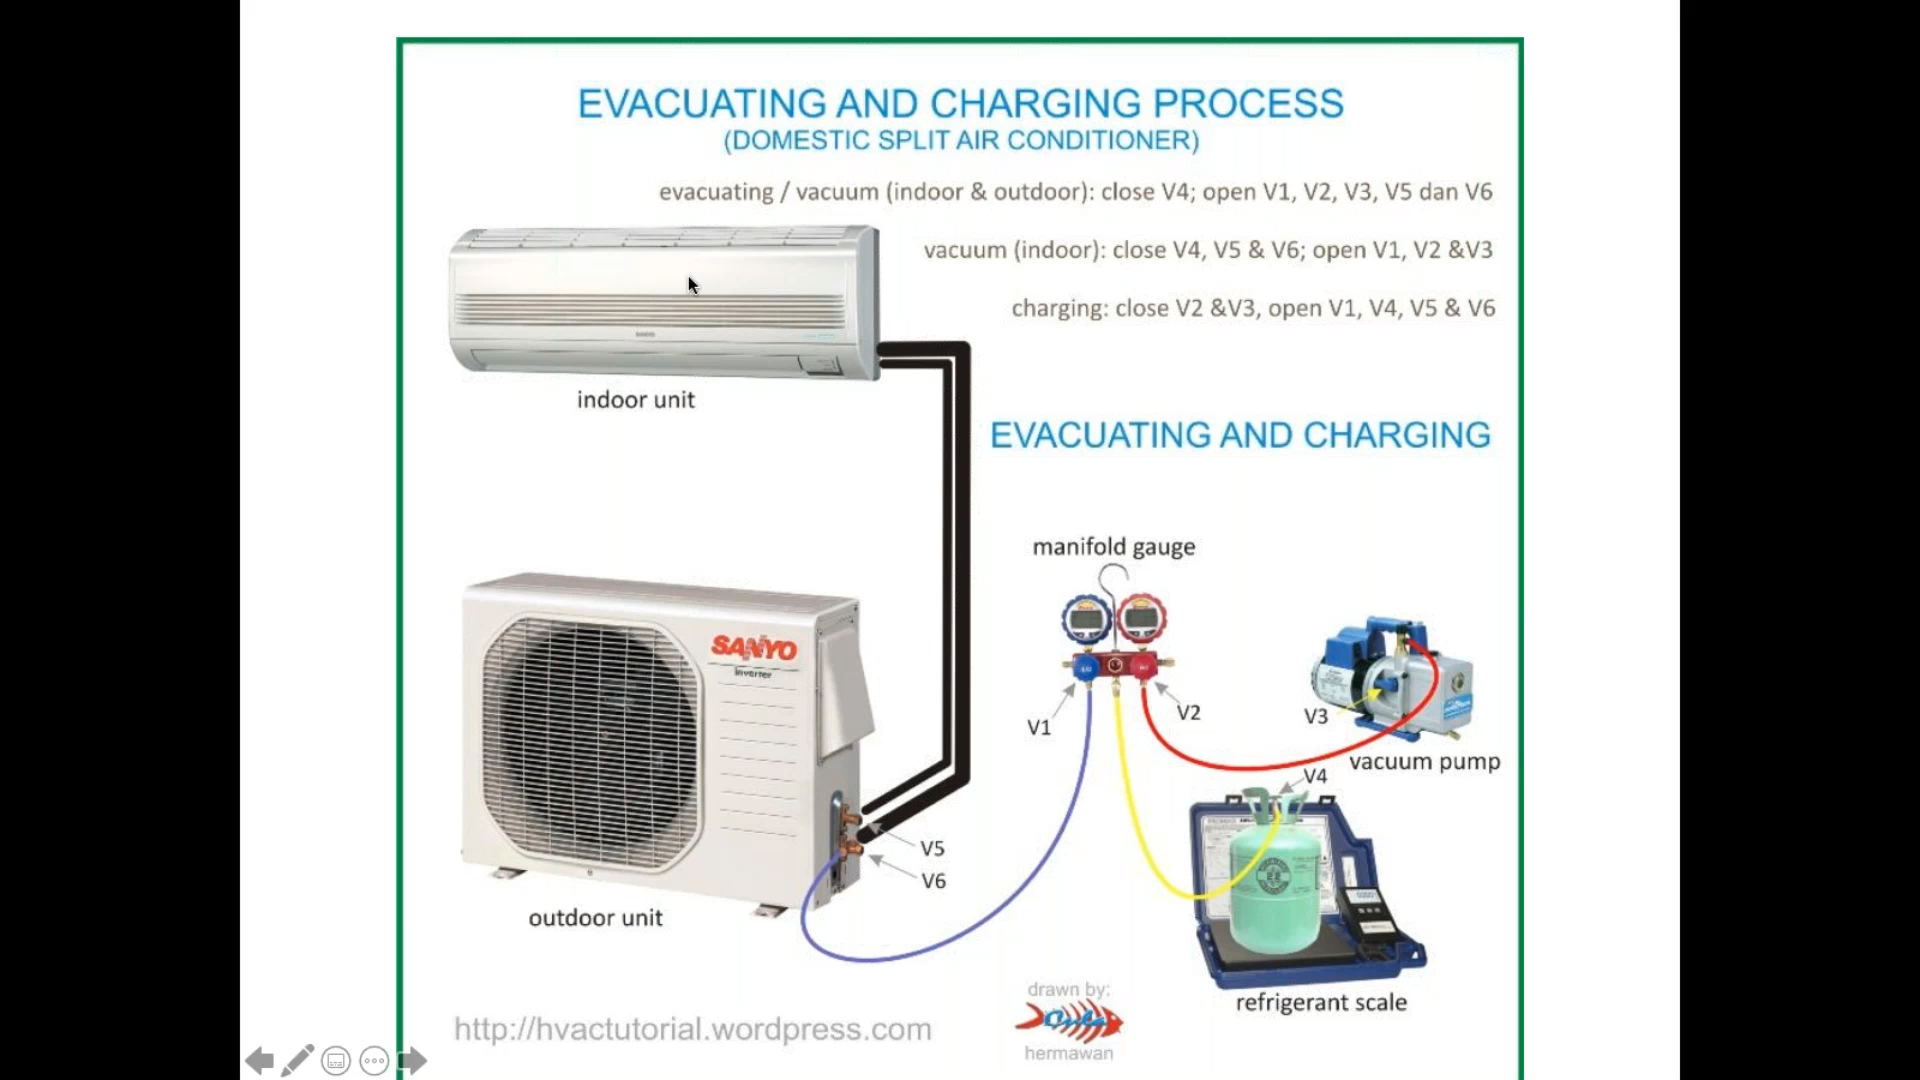 EVACUATING AND CHARGING PROCESS
(DOMESTIC SPLIT AIR CONDITIONER)
evacuating / vacuum (indoor & outdoor): close V4; open V1, V2, V3, V5 dan V6
vacuum (indoor): close V4, V5 & V6; open V1, V2 &V3
charging: close V2 &V3, open V1, V4, V5 & V6
indoor unit
EVACUATING AND CHARGING
manifold gauge
SANYO
inverter
V1
V2
V3
vacuum pump
V4
V5
V6
outdoor unit
refrigerant scale
drawn by:
hermawan
http://hvactutorial.wordpress.com